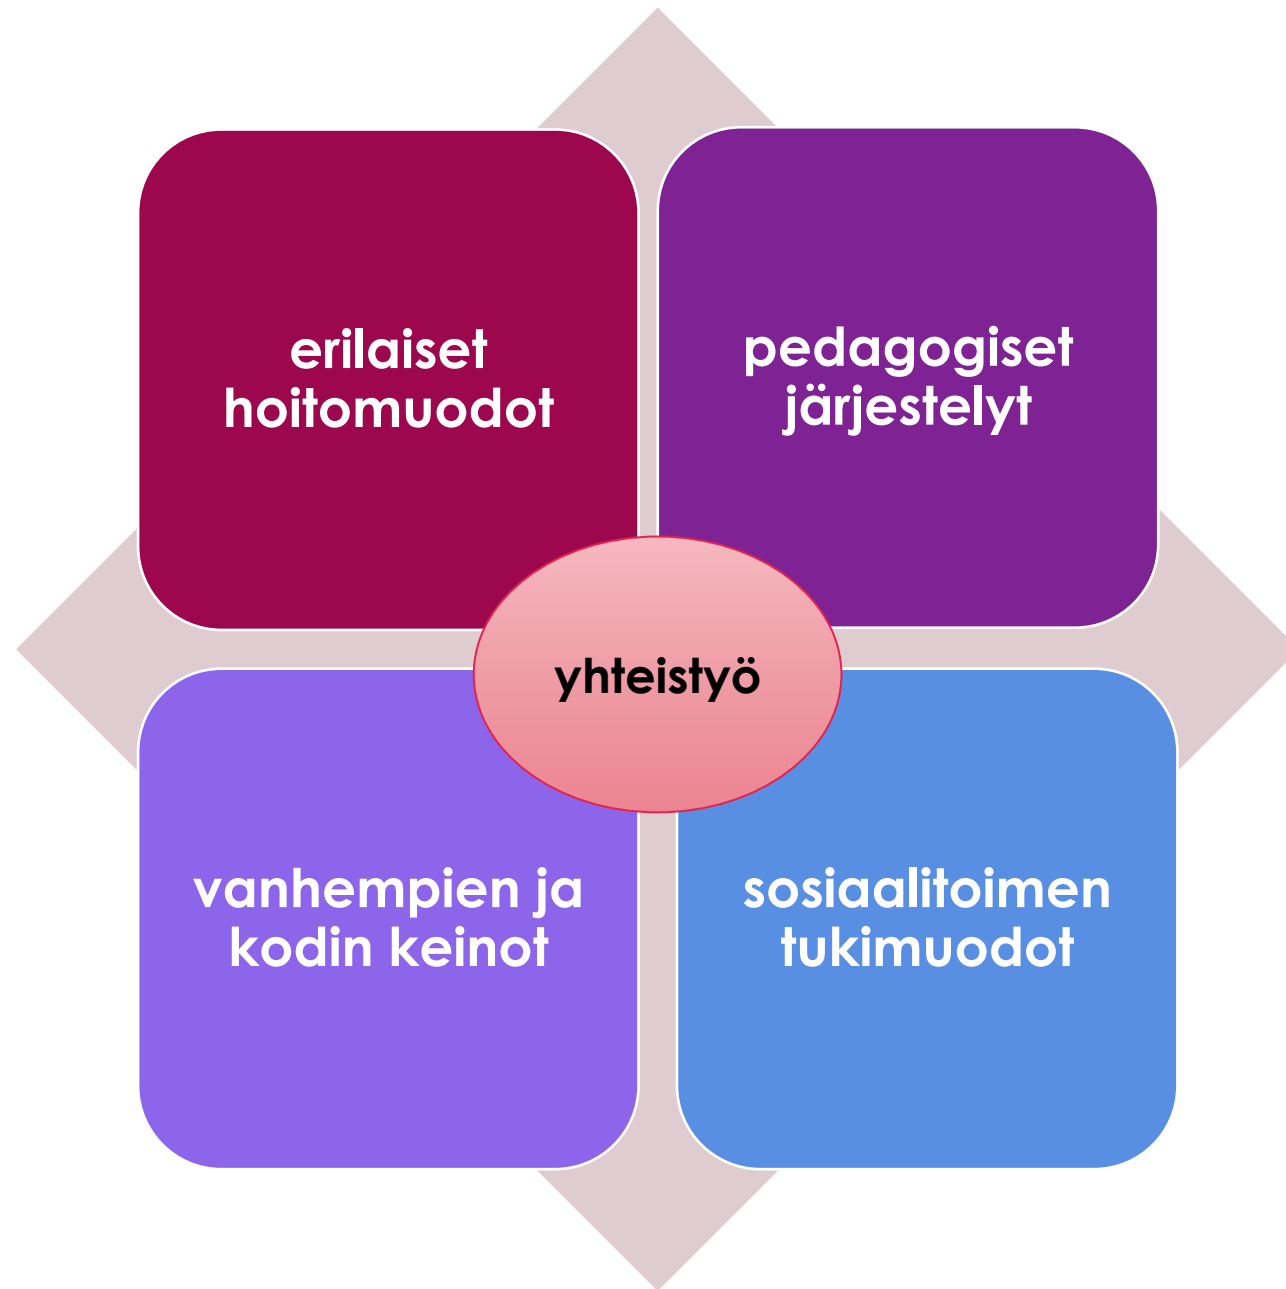 erilaiset
hoitomuodot
pedagogiset
järjestelyt
yhteistyö
vanhempien ja
kodin keinot
sosiaalitoimen
tukimuodot